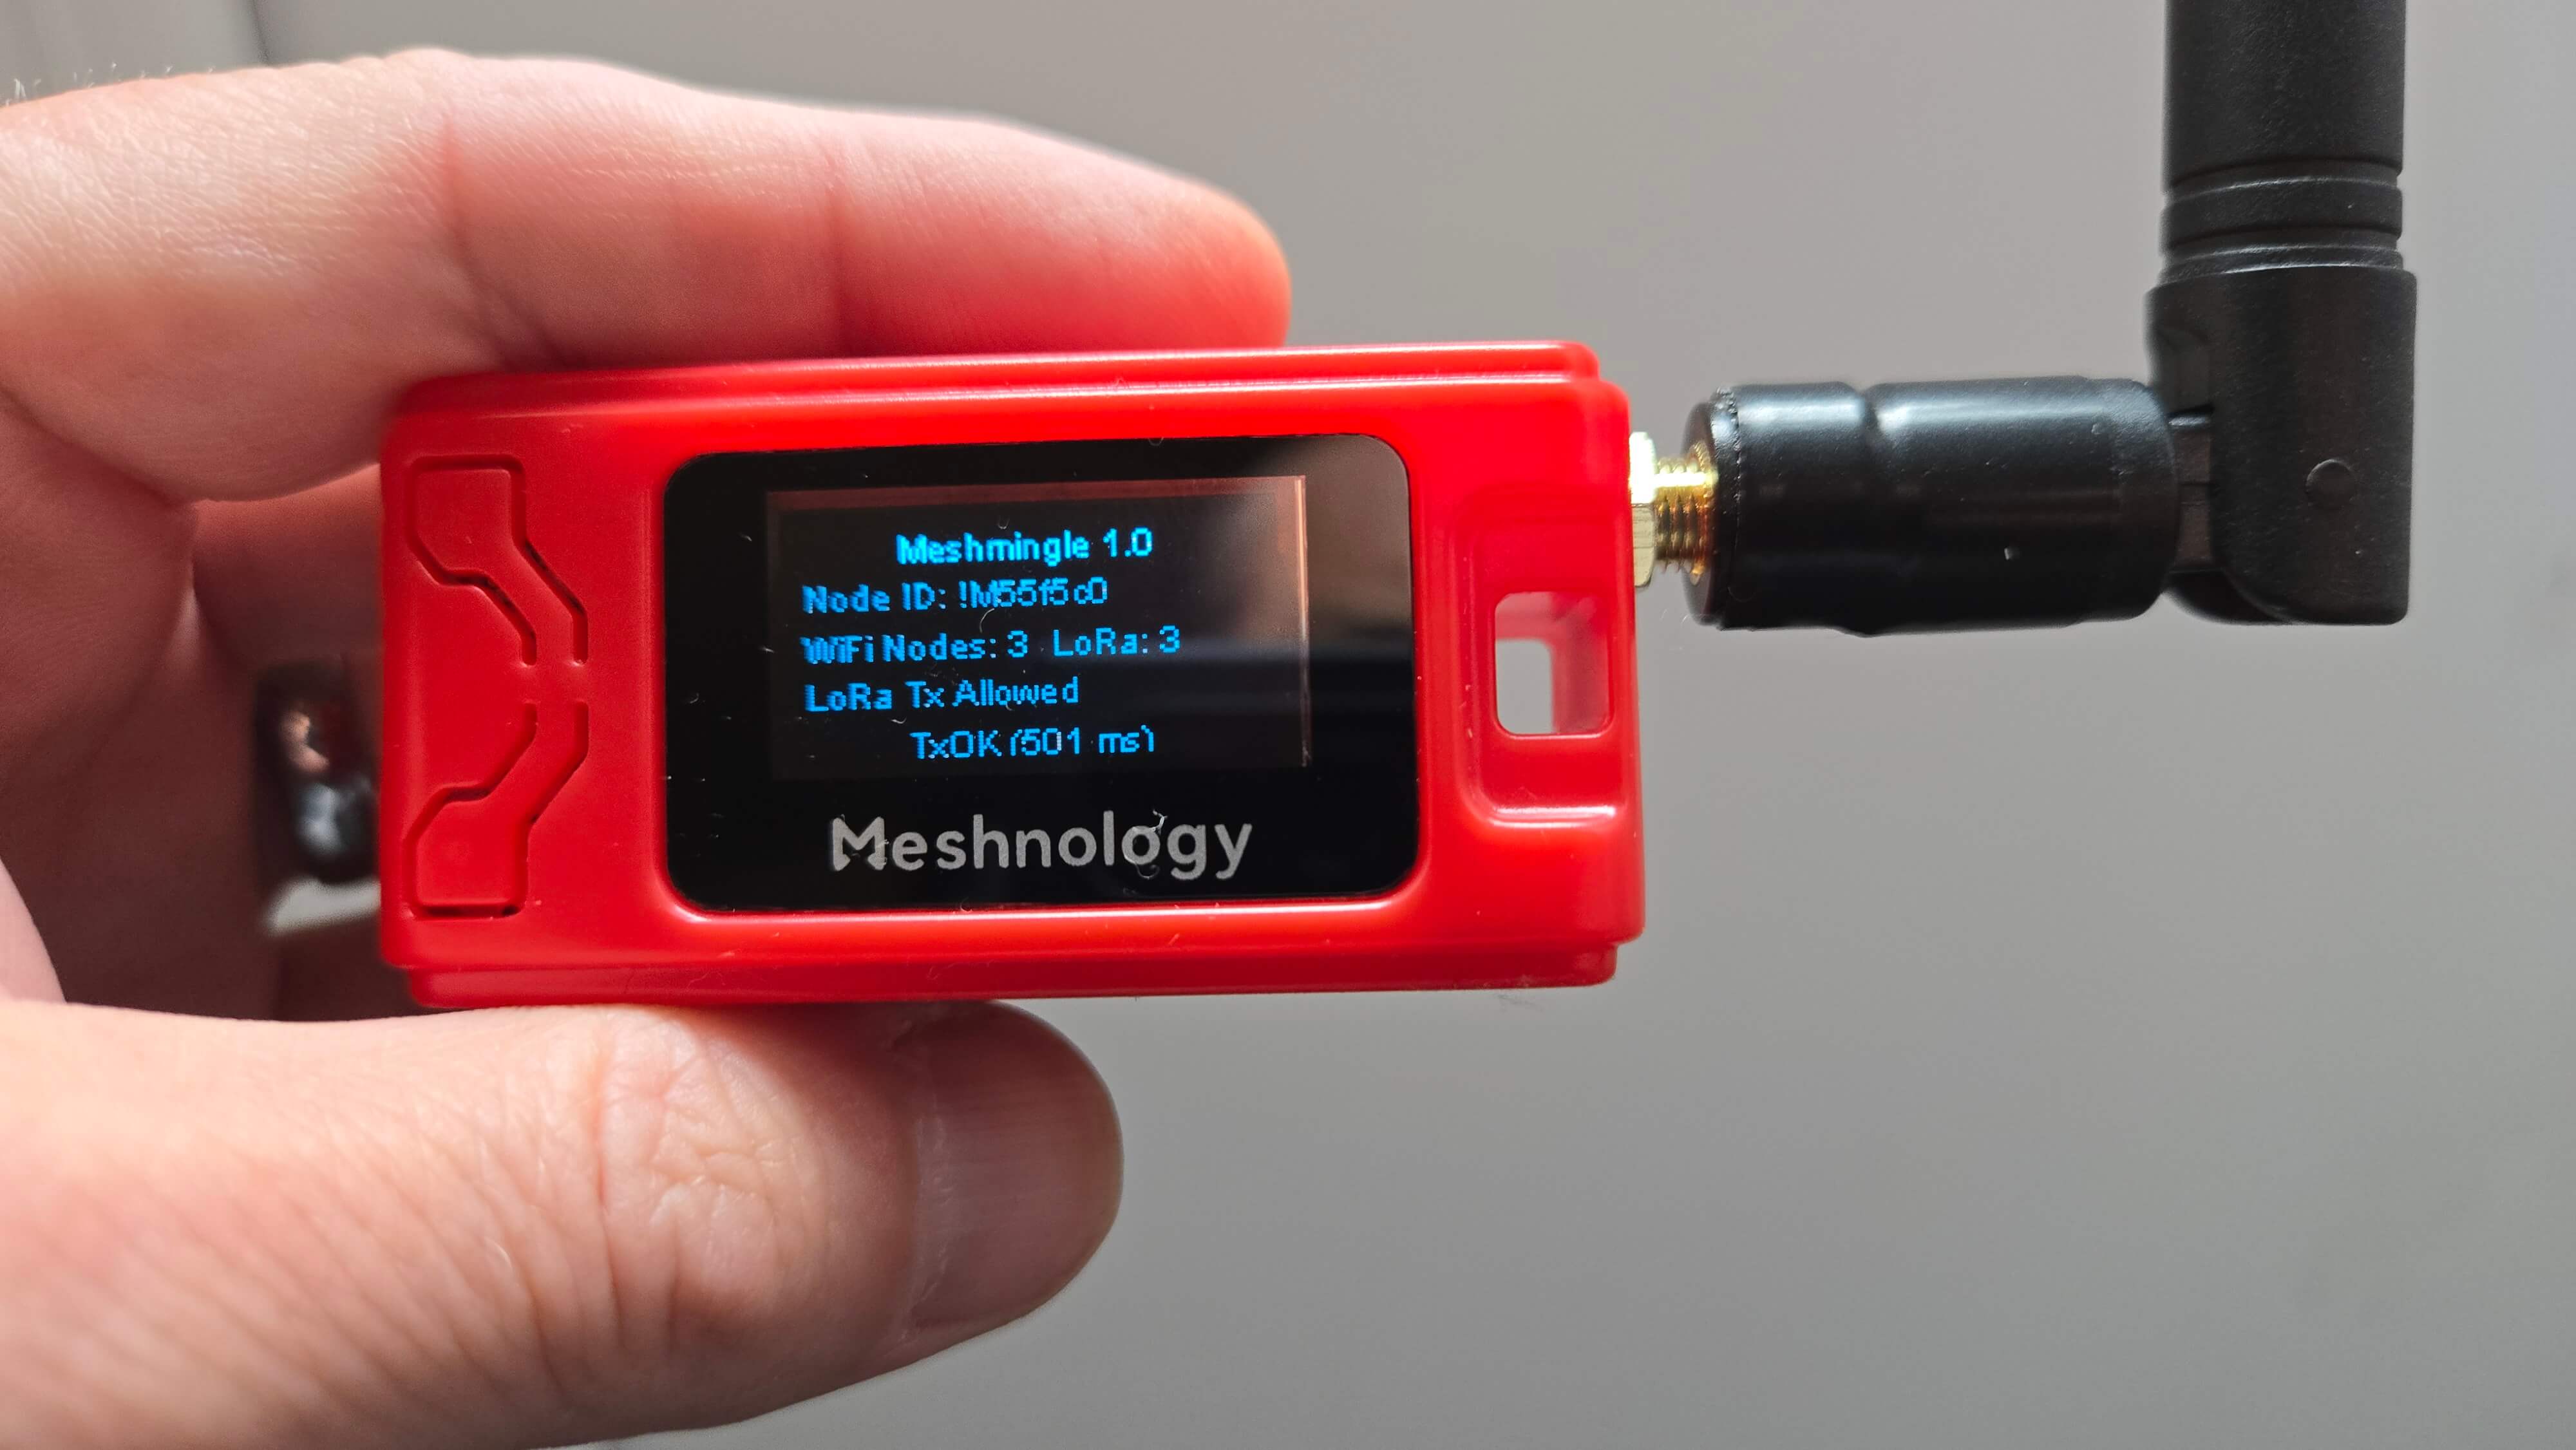 Meshmingle 1.0
Node ID: !M55f5c0
WiFi Nodes: 3 LoRa: 3
LoRa Tx Allowed
TxOK (501 ms)
Meshnology